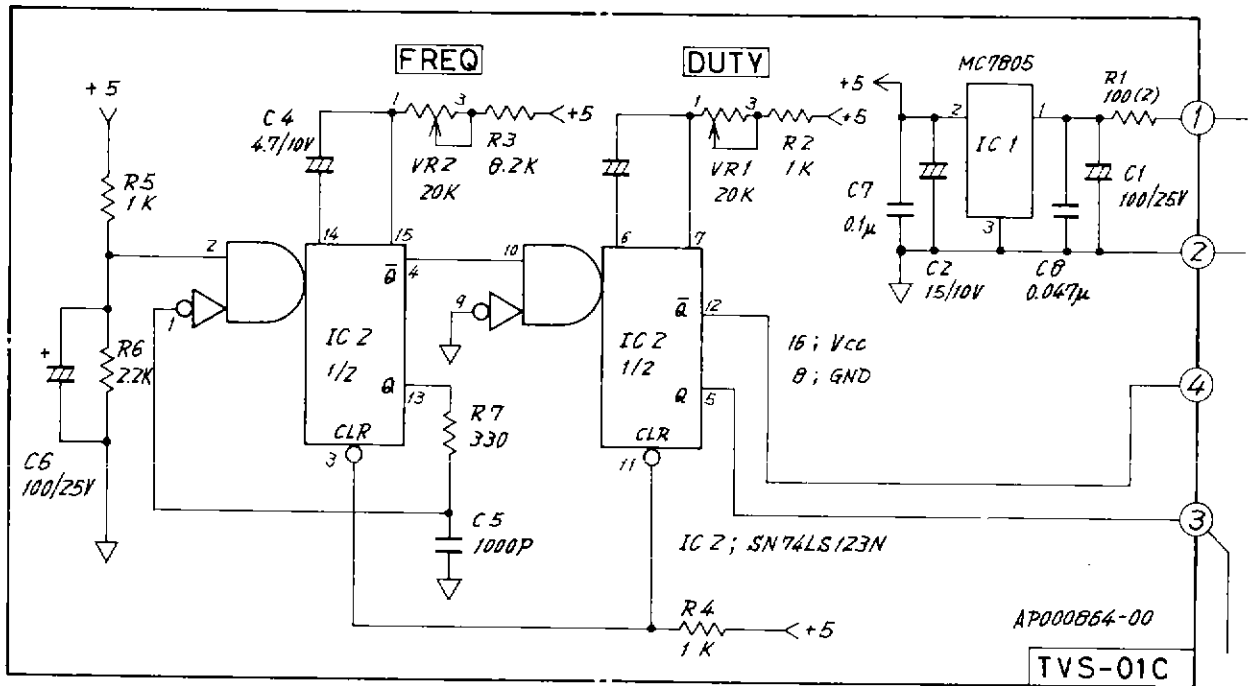 FREQ
DUTY
MC7805
+5
+5
R1
100(2)
1
C4
4.7/10V
1
3
+5
R3
8.2K
VR2
20K
1
3
+5
R2
1K
VR1
20K
2
1
IC1
3
C7
0.1μ
C1
100/25V
2
C2
15/10V
C8
0.047μ
R5
1K
2
14
15
Q̅
4
10
6
7
1
9
Q̅
12
IC2
1/2
IC2
1/2
16; Vcc
8; GND
+
R6
2.2K
Q
13
Q
5
4
R7
330
CLR
3
CLR
11
C6
100/25V
3
C5
1000P
IC2; SN74LS123N
R4
1K
+5
AP000864-00
TVS-01C